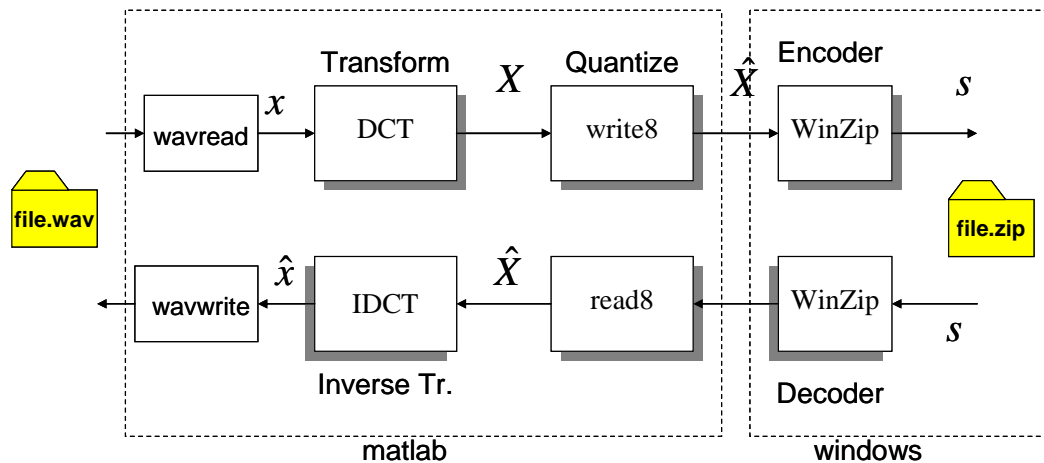 Transform
Quantize
Encoder
x
X
X̂
s
wavread
DCT
write8
WinZip
file.wav
file.zip
x̂
X̂
wavwrite
IDCT
read8
WinZip
s
Inverse Tr.
Decoder
matlab
windows